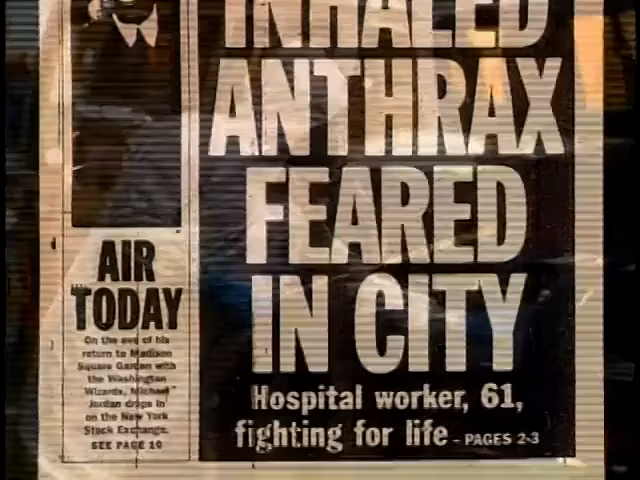 INHALED
ANTHRAX
FEARED
IN CITY
Hospital worker, 61,
fighting for life - PAGES 2-3
AIR
TODAY
On the eve of his
return to Madison
Square Garden with
the Washington
Wizards, Michael
Jordan drops in
on the New York
Stock Exchange.
SEE PAGE 10